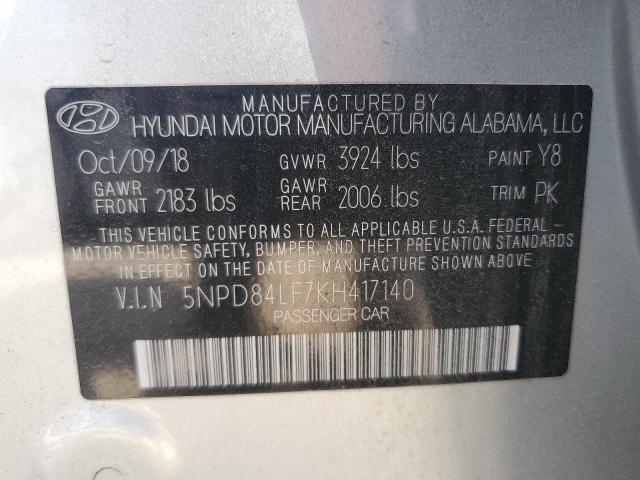 MANUFACTURED BY
HYUNDAI MOTOR MANUFACTURING ALABAMA, LLC
Oct/09/18 GVWR 3924 lbs PAINT Y8
GAWR FRONT 2183 lbs GAWR REAR 2006 lbs TRIM PK
THIS VEHICLE CONFORMS TO ALL APPLICABLE U.S.A. FEDERAL
MOTOR VEHICLE SAFETY, BUMPER, AND THEFT PREVENTION STANDARDS
IN EFFECT ON THE DATE OF MANUFACTURE SHOWN ABOVE.
V.I.N 5NPD84LF7KH417140
PASSENGER CAR